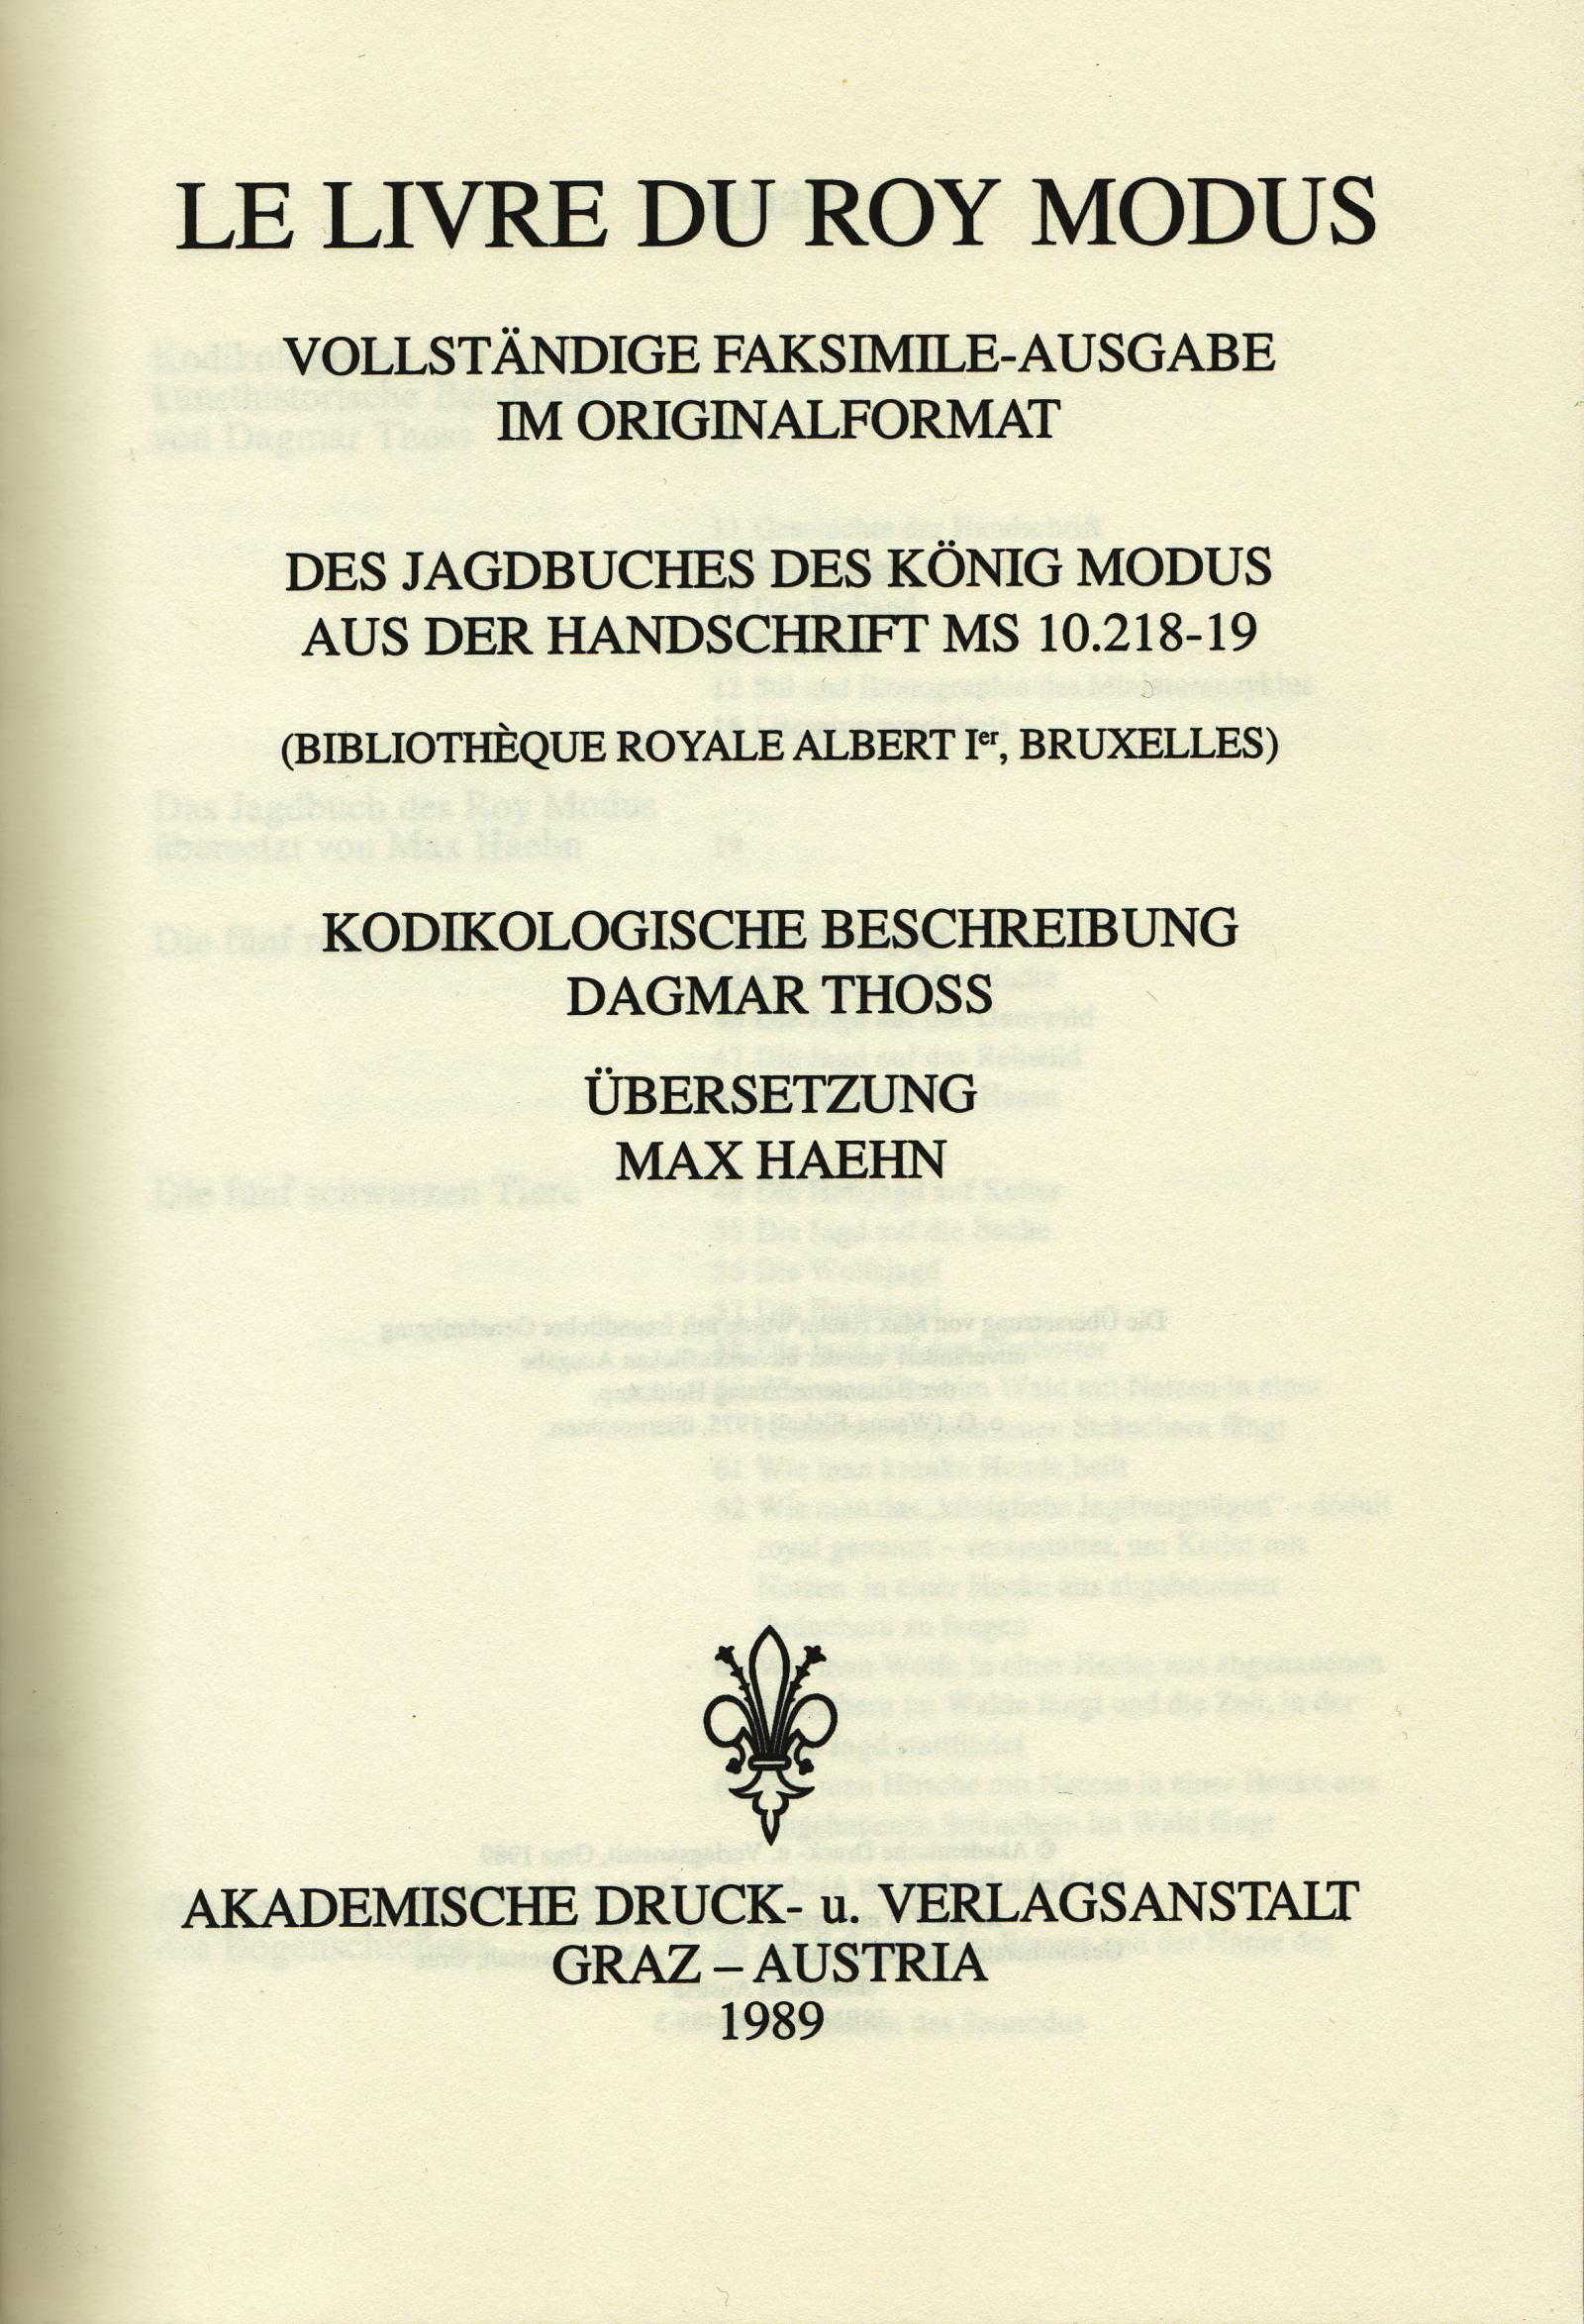 LE LIVRE DU ROY MODUS
VOLLSTÄNDIGE FAKSIMILE-AUSGABE
IM ORIGINALFORMAT
DES JAGDBUCHES DES KÖNIG MODUS
AUS DER HANDSCHRIFT MS 10.218-19
(BIBLIOTHÈQUE ROYALE ALBERT Ier, BRUXELLES)
KODIKOLOGISCHE BESCHREIBUNG
DAGMAR THOSS
ÜBERSETZUNG
MAX HAEHN
AKADEMISCHE DRUCK- u. VERLAGSANSTALT
GRAZ – AUSTRIA
1989